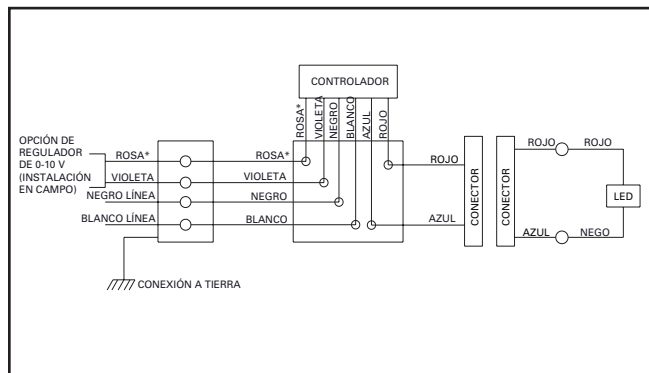 CONTROLADOR
ROSA*
VIOLETA
NEGRO
BLANCO
AZUL
ROJO
OPCIÓN DE
REGULADOR
DE 0-10 V
(INSTALACIÓN
EN CAMPO)
ROSA*
VIOLETA
NEGRO LÍNEA
BLANCO LÍNEA
ROSA*
VIOLETA
NEGRO
BLANCO
ROJO
AZUL
CONECTOR
CONECTOR
ROJO
ROJO
LED
AZUL
NEGO
CONEXIÓN A TIERRA